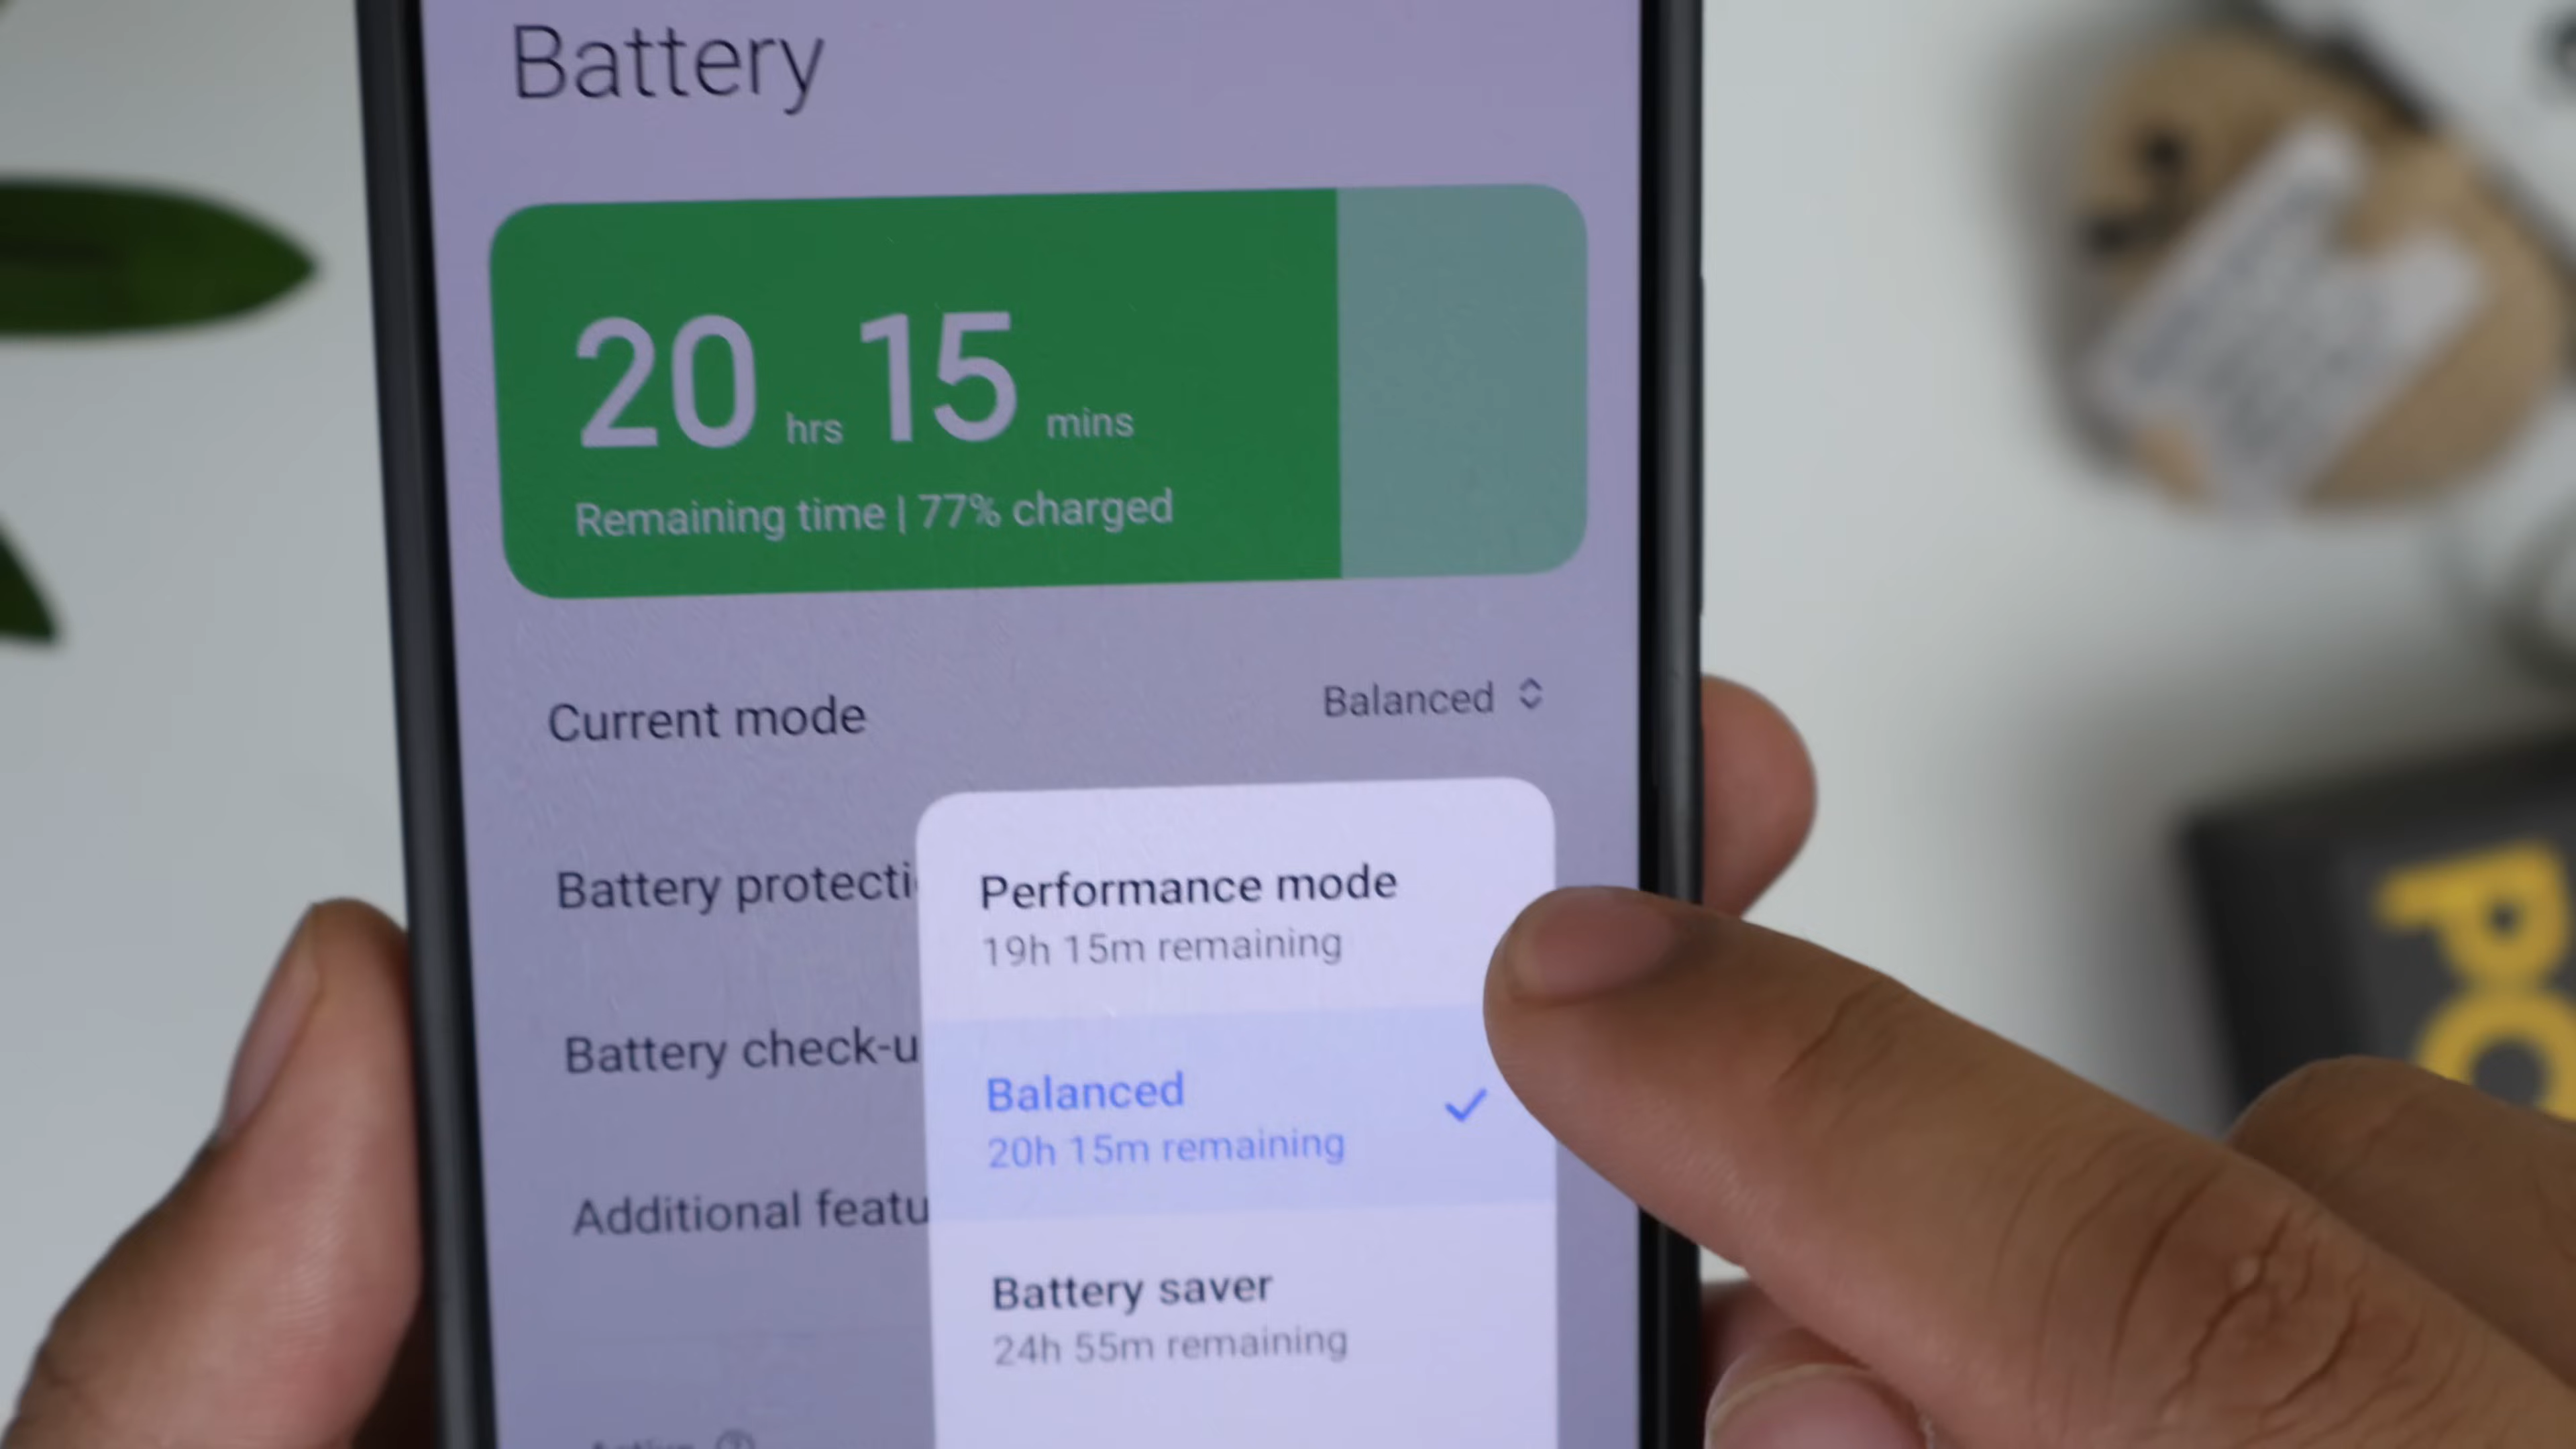 Battery
20 hrs 15 mins
Remaining time | 77% charged
Current mode
Balanced
Battery protecti
Performance mode
19h 15m remaining
Battery check-u
Balanced
20h 15m remaining
Additional featu
Battery saver
24h 55m remaining
PO